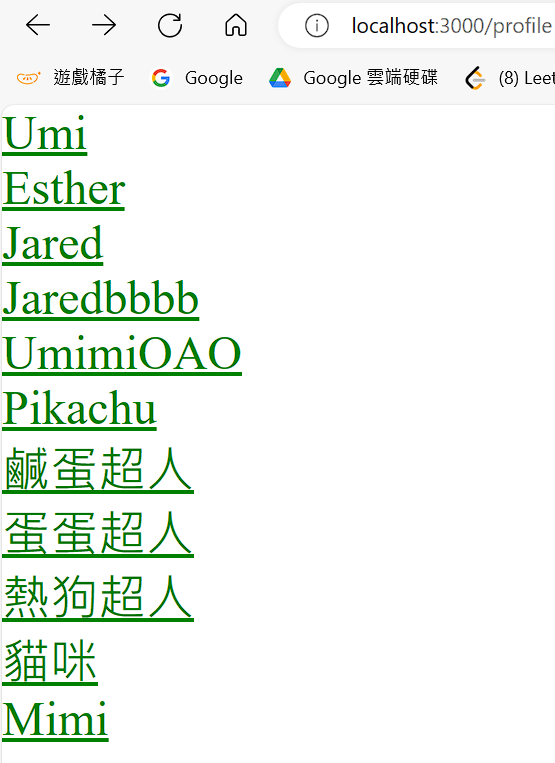 localhost:3000/profile
遊戲橘子 Google Google 雲端硬碟 (8) Leet
Umi
Esther
Jared
Jaredbbbb
UmimiOAO
Pikachu
鹹蛋超人
蛋蛋超人
熱狗超人
貓咪
Mimi